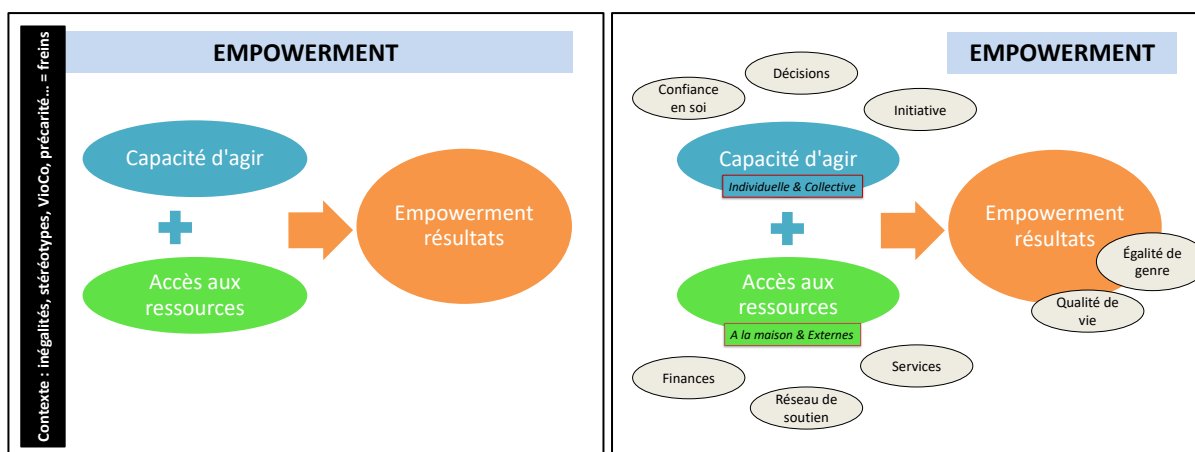 Contexte : inégalités, stéréotypes, VioCo, précarité… = freins
EMPOWERMENT
Capacité d'agir
Empowerment
résultats
Accès aux
ressources
EMPOWERMENT
Décisions
Confiance
en soi
Initiative
Capacité d'agir
Individuelle & Collective
Empowerment
résultats
Égalité de
genre
Accès aux
ressources
Qualité de
vie
A la maison & Externes
Services
Finances
Réseau de
soutien